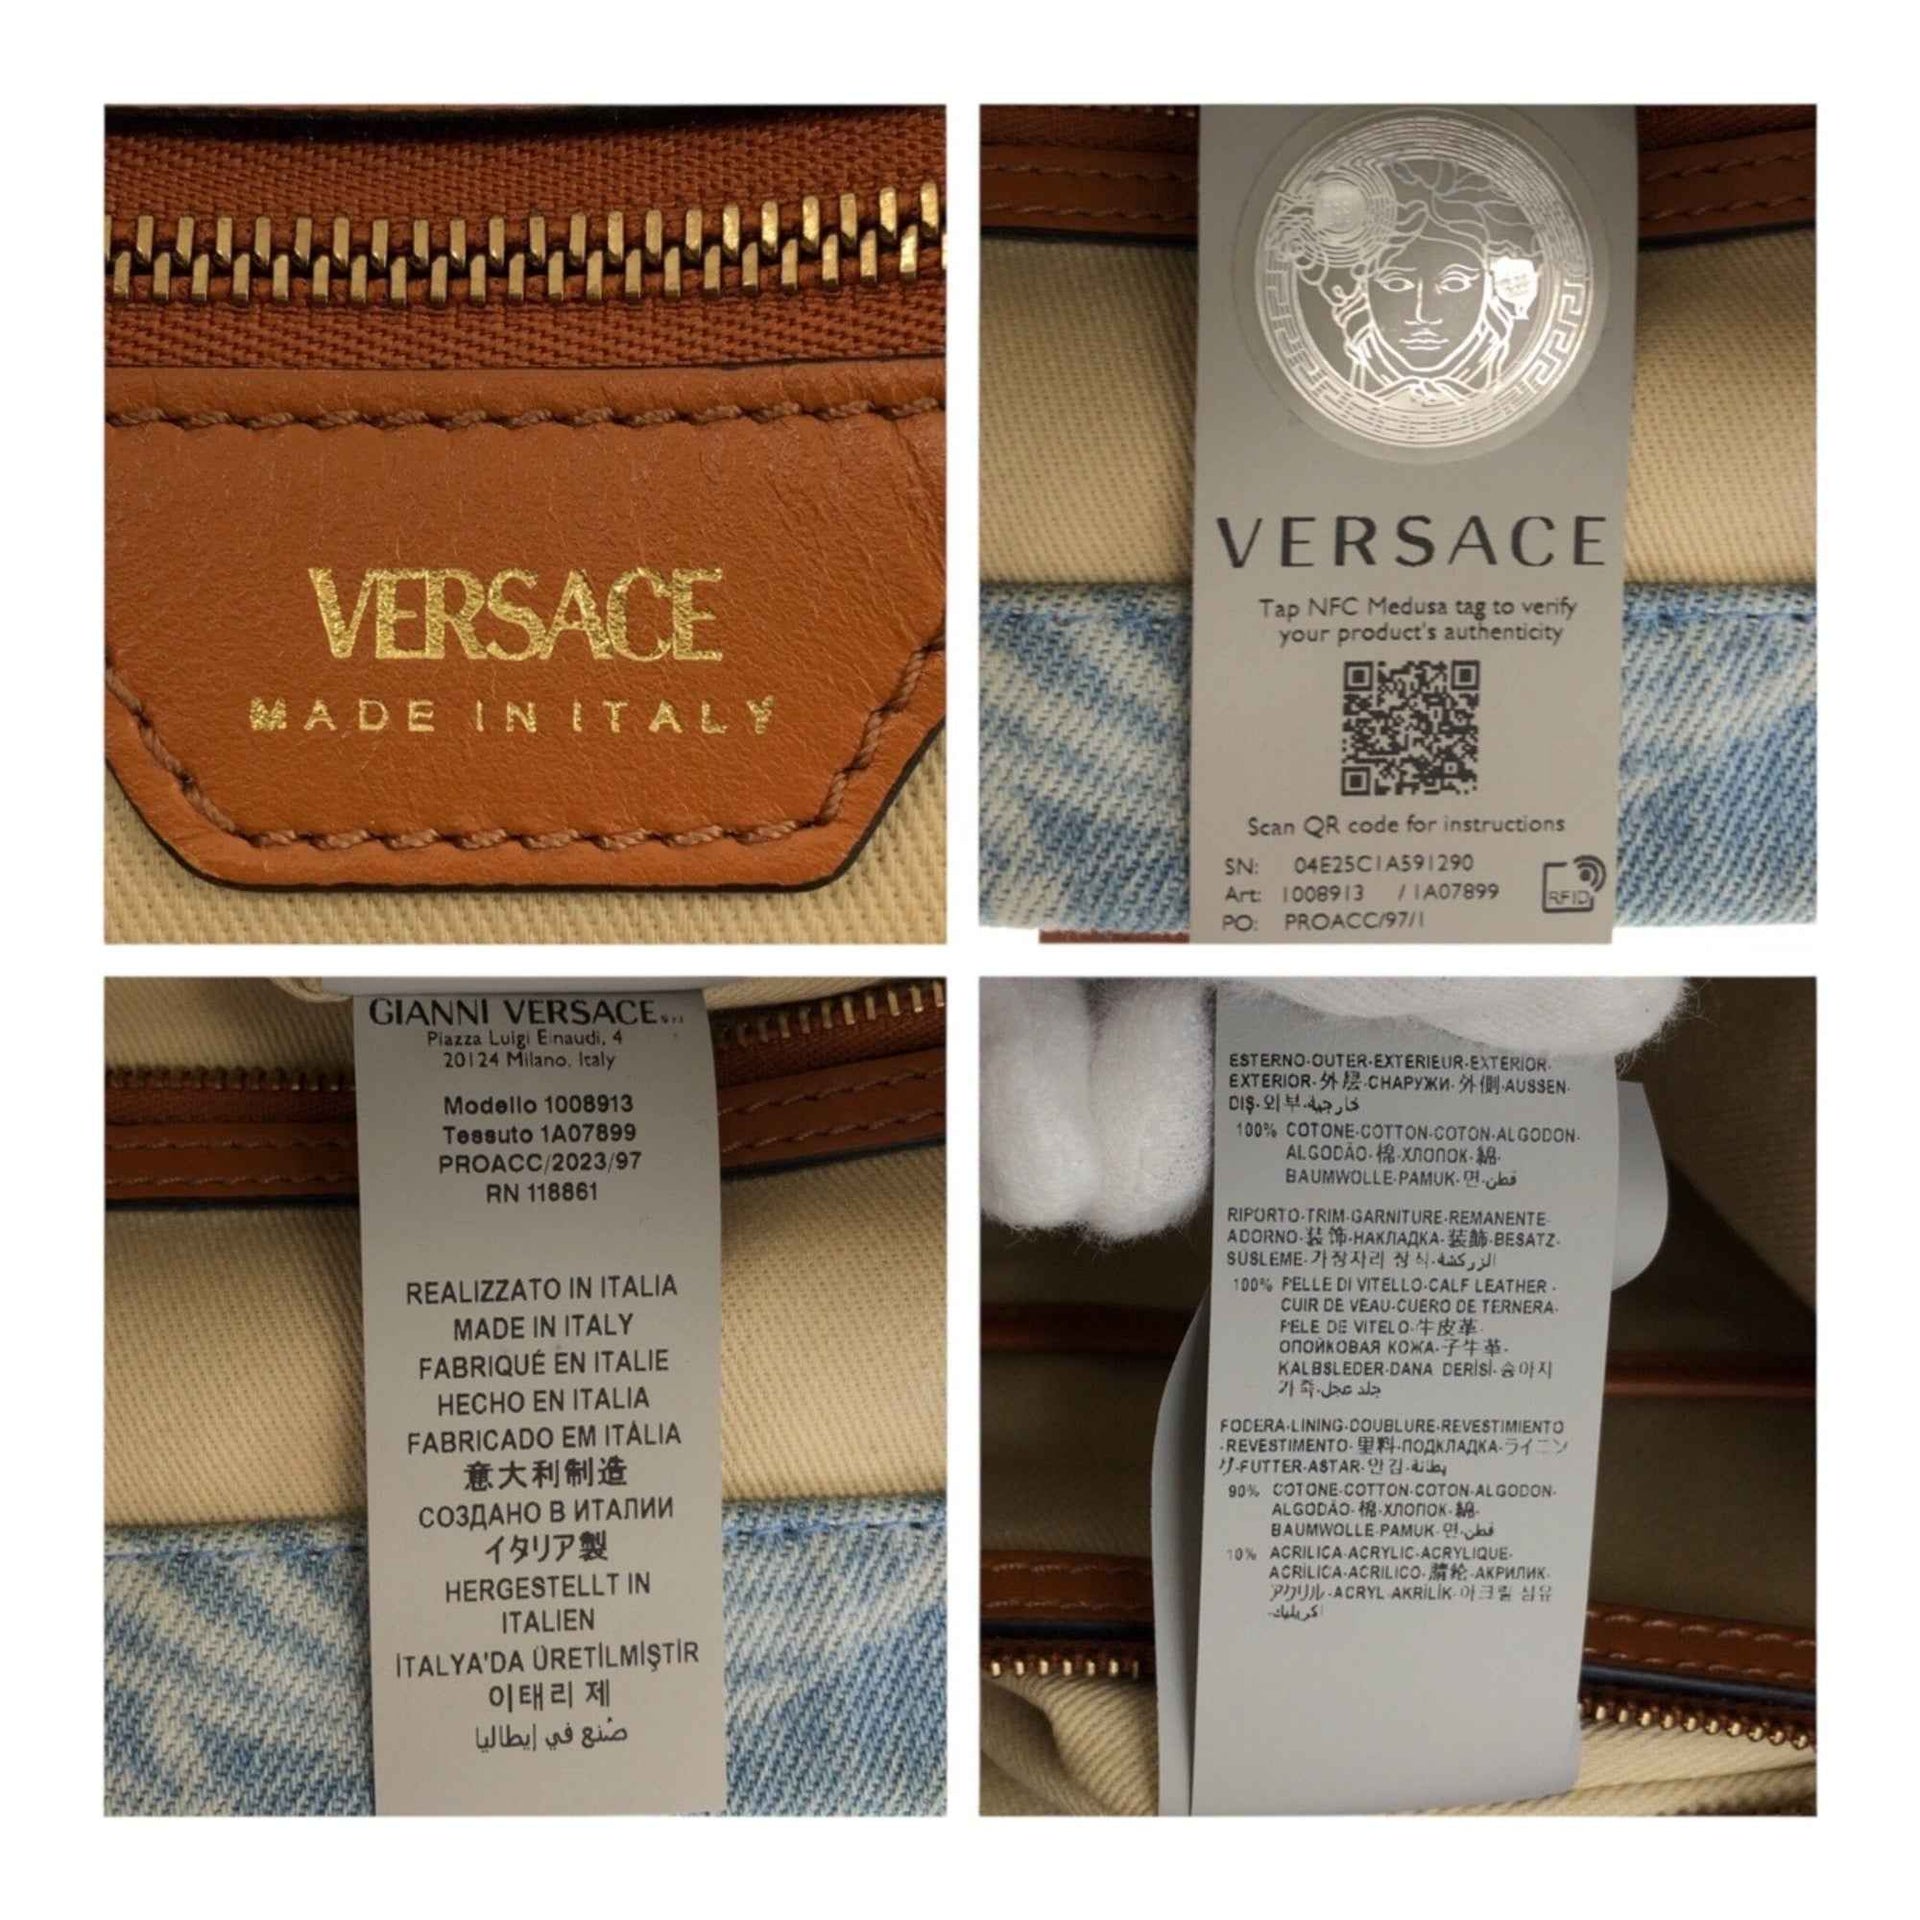 VERSACE
MADE IN ITALY
VERSACE
Tap NFC Medusa tag to verify
your product's authenticity
Scan QR code for instructions
SN: 04E25C1A591290
Art: 1008913 / 1A07899
PO: PROACC/97/1
RFID
GIANNI VERSACE S.r.l
Piazza Luigi Einaudi, 4
20124 Milano, Italy
Modello 1008913
Tessuto 1A07899
PROACC/2023/97
RN 118861
REALIZZATO IN ITALIA
MADE IN ITALY
FABRIQUÉ EN ITALIE
HECHO EN ITALIA
FABRICADO EM ITÁLIA
意大利制造
СОЗДАНО В ИТАЛИИ
イタリア製
HERGESTELLT IN
ITALIEN
İTALYA'DA ÜRETİLMİŞTİR
이태리 제
صُنع في إيطاليا
ESTERNO-OUTER-EXTERIEUR-EXTERIOR-
EXTERIOR-外层-СНАРУЖИ-外側-AUSSEN-
DIŞ-외부-خارجية
100% COTONE-COTTON-COTON-ALGODON-
ALGODÃO-棉-ХЛОПОК-綿-
BAUMWOLLE-PAMUK-면-قطن
RIPORTO-TRIM-GARNITURE-REMANENTE-
ADORNO-装饰-НАКЛАДКА-装飾-BESATZ-
SÜSLEME-가장자리 장식-الزركشة
100% PELLE DI VITELLO-CALF LEATHER-
CUIR DE VEAU-CUERO DE TERNERA-
PELE DE VITELO-牛皮革-
ОПОЙКОВАЯ КОЖА-子牛革-
KALBSLEDER-DANA DERİSİ-송아지
가죽-جلد عجل
FODERA-LINING-DOUBLURE-REVESTIMIENTO
-REVESTIMENTO-里料-ПОДКЛАДКА-ライニン
グ-FUTTER-ASTAR-안감-بطانة
90% COTONE-COTTON-COTON-ALGODON-
ALGODÃO-棉-ХЛОПОК-綿-
BAUMWOLLE-PAMUK-면-قطن
10% ACRILICA-ACRYLIC-ACRYLIQUE-
ACRÍLICA-ACRILICO-腈纶-АКРИЛИК-
アクリル-ACRYL-AKRİLİK-아크릴 섬유
-اكريليك